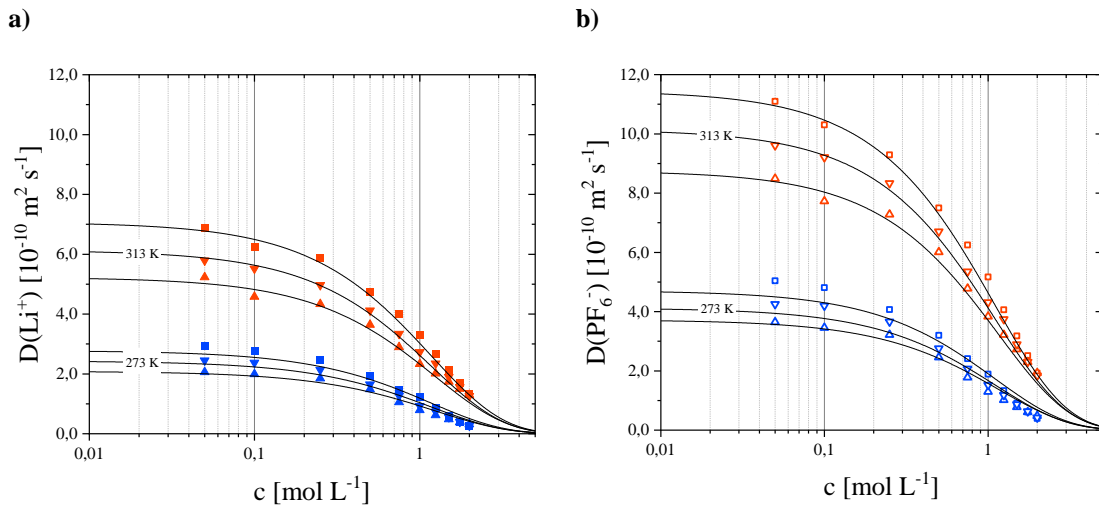 a)
12,0
10,0
8,0
6,0
4,0
2,0
0,0
D(Li⁺) [10⁻¹⁰ m² s⁻¹]
313 K
273 K
0,01
0,1
1
c [mol L⁻¹]
b)
12,0
10,0
8,0
6,0
4,0
2,0
0,0
D(PF₆⁻) [10⁻¹⁰ m² s⁻¹]
313 K
273 K
0,01
0,1
1
c [mol L⁻¹]